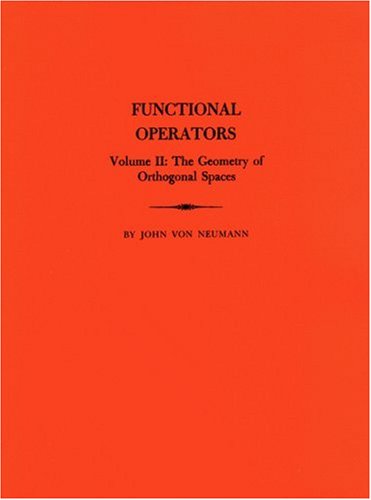 FUNCTIONAL
OPERATORS
Volume II: The Geometry of
Orthogonal Spaces
BY JOHN VON NEUMANN